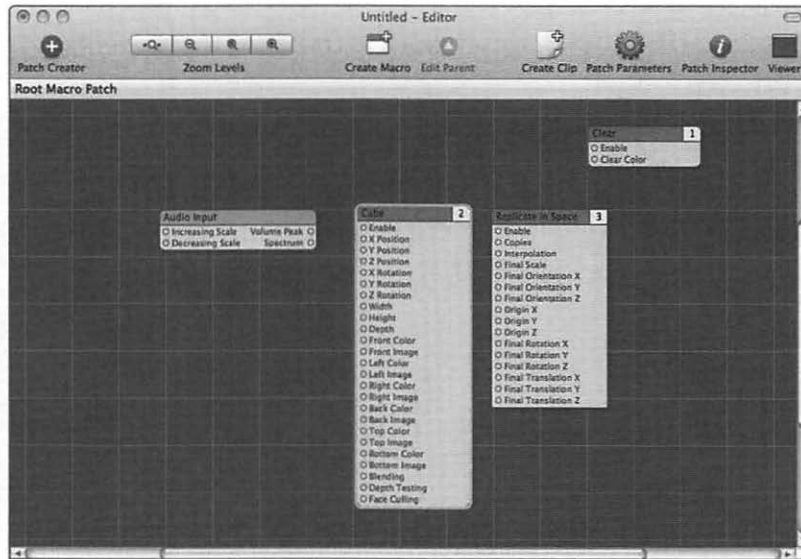 Untitled - Editor
Patch Creator
Zoom Levels
Create Macro
Edit Parent
Create Clip
Patch Parameters
Patch Inspector
Viewer
Root Macro Patch
Clear 1
Enable
Clear Color
Audio Input
Increasing Scale Volume Peak
Decreasing Scale Spectrum
Cube 2
Enable
X Position
Y Position
Z Position
X Rotation
Y Rotation
Z Rotation
Width
Height
Depth
Front Color
Front Image
Left Color
Left Image
Right Color
Right Image
Back Color
Back Image
Top Color
Top Image
Bottom Color
Bottom Image
Blending
Depth Testing
Face Culling
Replicate in Space 3
Enable
Copies
Interpolation
Final Scale
Final Orientation X
Final Orientation Y
Final Orientation Z
Origin X
Origin Y
Origin Z
Final Rotation X
Final Rotation Y
Final Rotation Z
Final Translation X
Final Translation Y
Final Translation Z